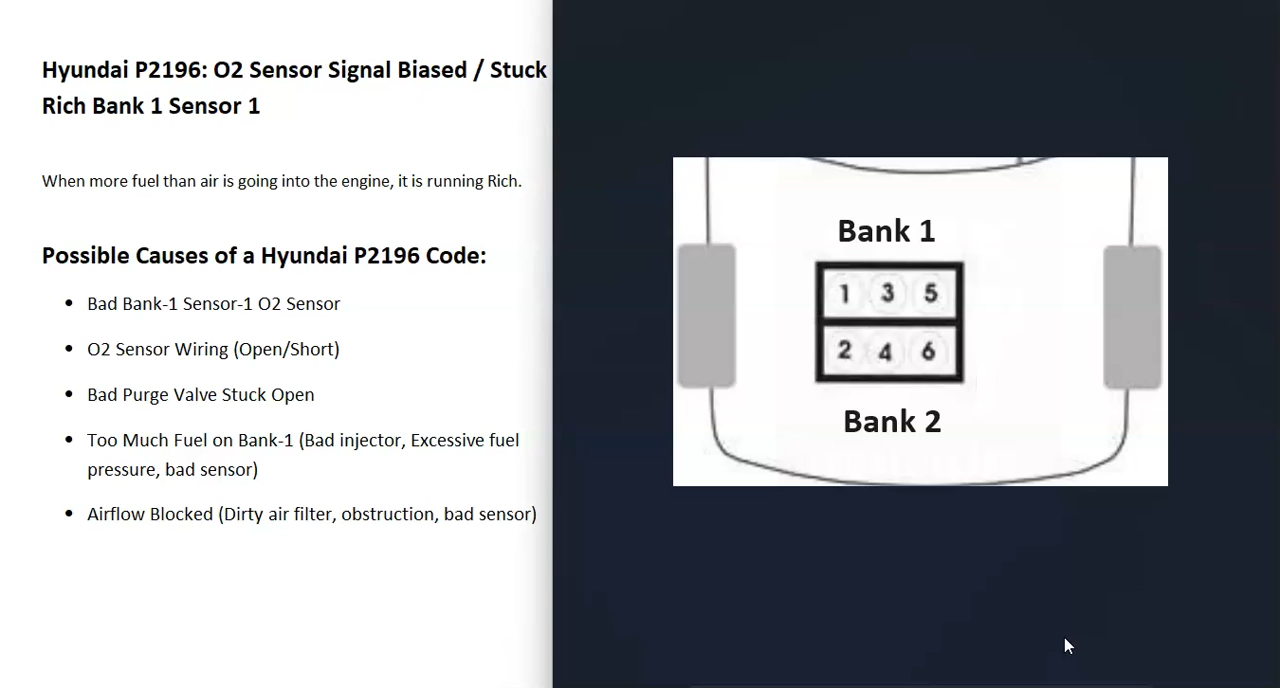 Hyundai P2196: O2 Sensor Signal Biased / Stuck
Rich Bank 1 Sensor 1
When more fuel than air is going into the engine, it is running Rich.
Possible Causes of a Hyundai P2196 Code:
• Bad Bank-1 Sensor-1 O2 Sensor
• O2 Sensor Wiring (Open/Short)
• Bad Purge Valve Stuck Open
• Too Much Fuel on Bank-1 (Bad injector, Excessive fuel
pressure, bad sensor)
• Airflow Blocked (Dirty air filter, obstruction, bad sensor)
Bank 1
1 3 5
2 4 6
Bank 2